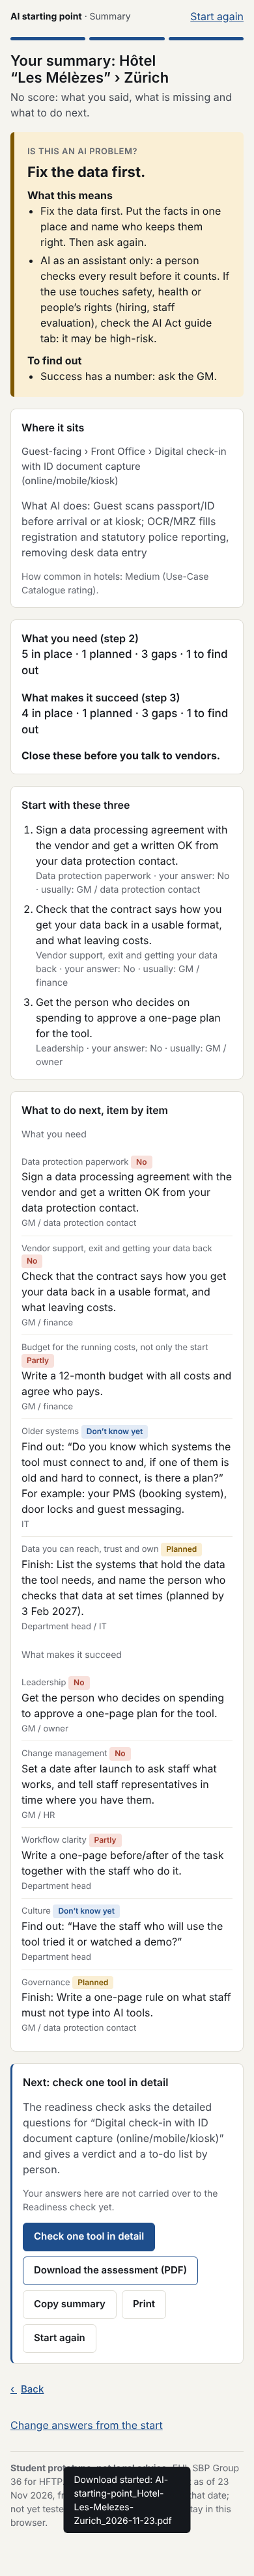 AI starting point · Summary
Start again
Your summary: Hôtel
“Les Mélèzes” › Zürich
No score: what you said, what is missing and
what to do next.
IS THIS AN AI PROBLEM?
Fix the data first.
What this means
• Fix the data first. Put the facts in one
place and name who keeps them
right. Then ask again.
• AI as an assistant only: a person
checks every result before it counts. If
the use touches safety, health or
people’s rights (hiring, staff
evaluation), check the AI Act guide
tab: it may be high-risk.
To find out
• Success has a number: ask the GM.
Where it sits
Guest-facing › Front Office › Digital check-in
with ID document capture
(online/mobile/kiosk)
What AI does: Guest scans passport/ID
before arrival or at kiosk; OCR/MRZ fills
registration and statutory police reporting,
removing desk data entry
How common in hotels: Medium (Use-Case
Catalogue rating).
What you need (step 2)
5 in place · 1 planned · 3 gaps · 1 to find
out
What makes it succeed (step 3)
4 in place · 1 planned · 3 gaps · 1 to find
out
Close these before you talk to vendors.
Start with these three
1. Sign a data processing agreement with
the vendor and get a written OK from
your data protection contact.
Data protection paperwork · your answer: No
· usually: GM / data protection contact
2. Check that the contract says how you
get your data back in a usable format,
and what leaving costs.
Vendor support, exit and getting your data
back · your answer: No · usually: GM /
finance
3. Get the person who decides on
spending to approve a one-page plan
for the tool.
Leadership · your answer: No · usually: GM /
owner
What to do next, item by item
What you need
Data protection paperwork No
Sign a data processing agreement with the
vendor and get a written OK from your
data protection contact.
GM / data protection contact
Vendor support, exit and getting your data back
No
Check that the contract says how you get
your data back in a usable format, and
what leaving costs.
GM / finance
Budget for the running costs, not only the start
Partly
Write a 12-month budget with all costs and
agree who pays.
GM / finance
Older systems Don’t know yet
Find out: “Do you know which systems the
tool must connect to and, if one of them is
old and hard to connect, is there a plan?”
For example: your PMS (booking system),
door locks and guest messaging.
IT
Data you can reach, trust and own Planned
Finish: List the systems that hold the data
the tool needs, and name the person who
checks that data at set times (planned by
3 Feb 2027).
Department head / IT
What makes it succeed
Leadership No
Get the person who decides on spending
to approve a one-page plan for the tool.
GM / owner
Change management No
Set a date after launch to ask staff what
works, and tell staff representatives in
time where you have them.
GM / HR
Workflow clarity Partly
Write a one-page before/after of the task
together with the staff who do it.
Department head
Culture Don’t know yet
Find out: “Have the staff who will use the
tool tried it or watched a demo?”
Department head
Governance Planned
Finish: Write a one-page rule on what staff
must not type into AI tools.
GM / data protection contact
Next: check one tool in detail
The readiness check asks the detailed
questions for “Digital check-in with ID
document capture (online/mobile/kiosk)”
and gives a verdict and a to-do list by
person.
Your answers here are not carried over to the
Readiness check yet.
Check one tool in detail
Download the assessment (PDF)
Copy summary
Print
Start again
‹ Back
Change answers from the start
Student
SBP Group
36 for HFTP
as of 23
Nov 2026,
that date;
not yet
stay in this
browser.
Download started: AI-
starting-point_Hotel-
Les-Melezes-
Zurich_2026-11-23.pdf